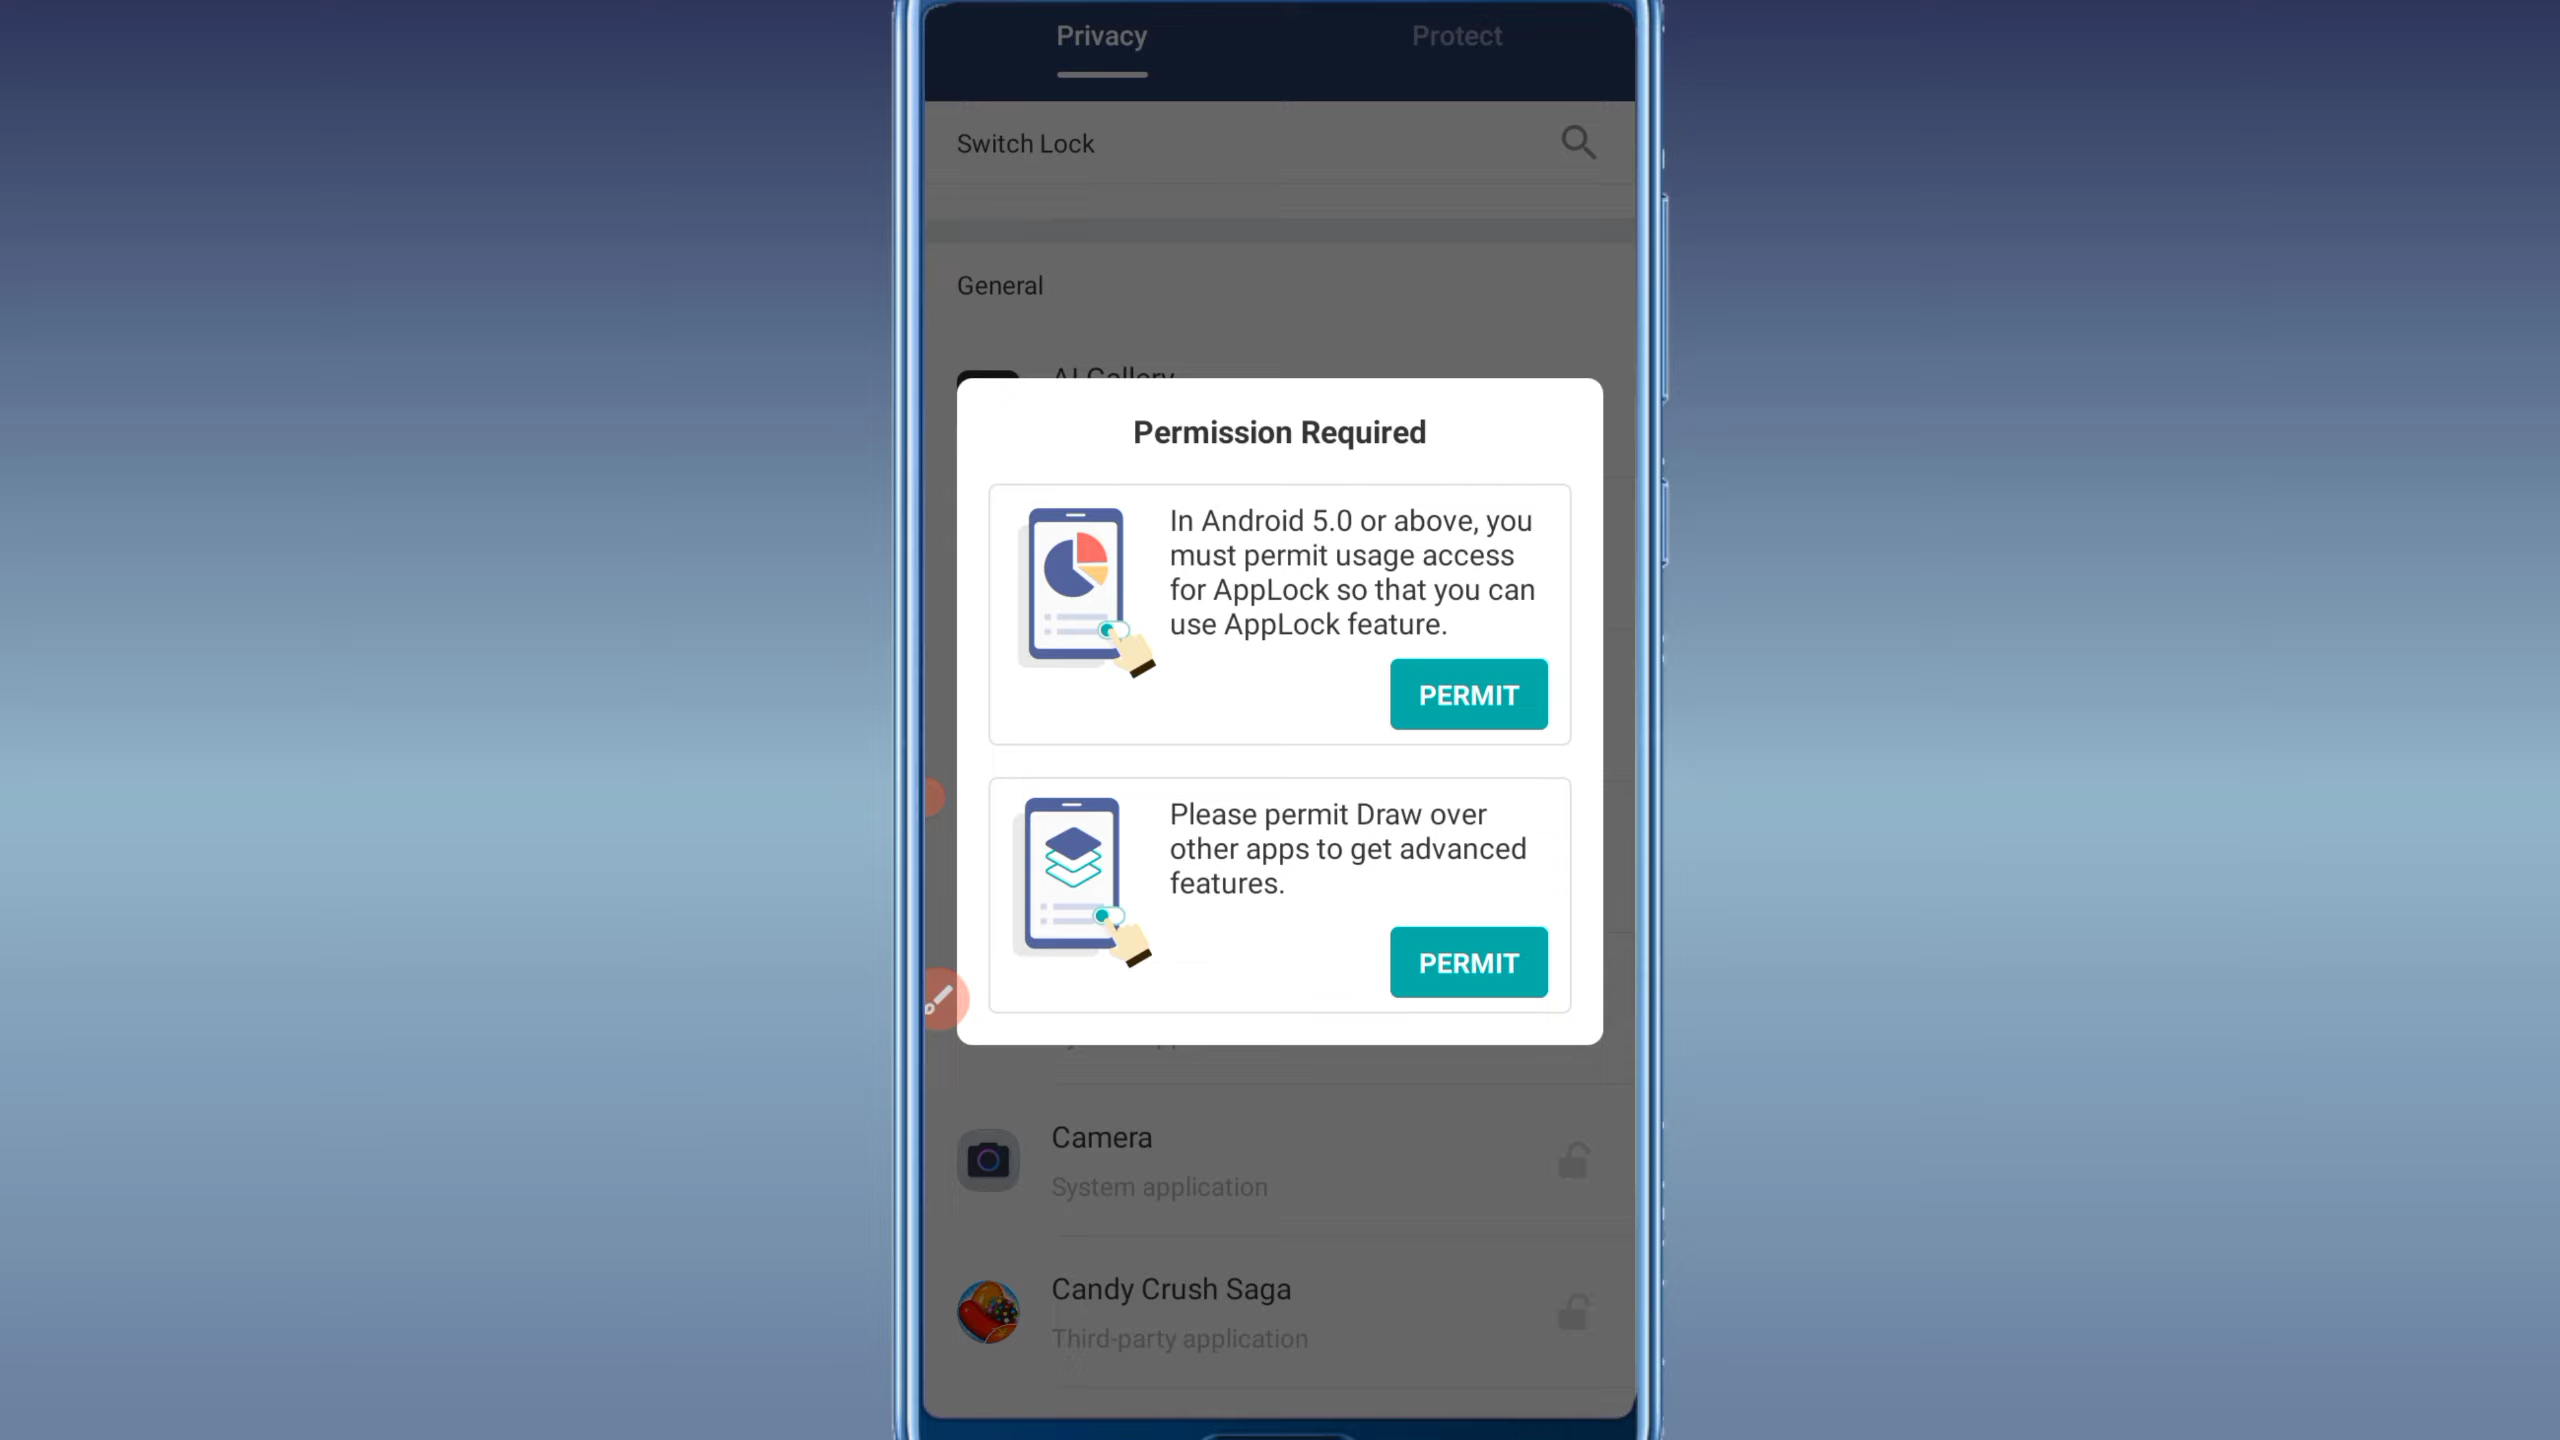 Privacy
Protect
Switch Lock
General
AI Gallery
Permission Required
In Android 5.0 or above, you
must permit usage access
for AppLock so that you can
use AppLock feature.
PERMIT
Please permit Draw over
other apps to get advanced
features.
PERMIT
Camera
System application
Candy Crush Saga
Third-party application